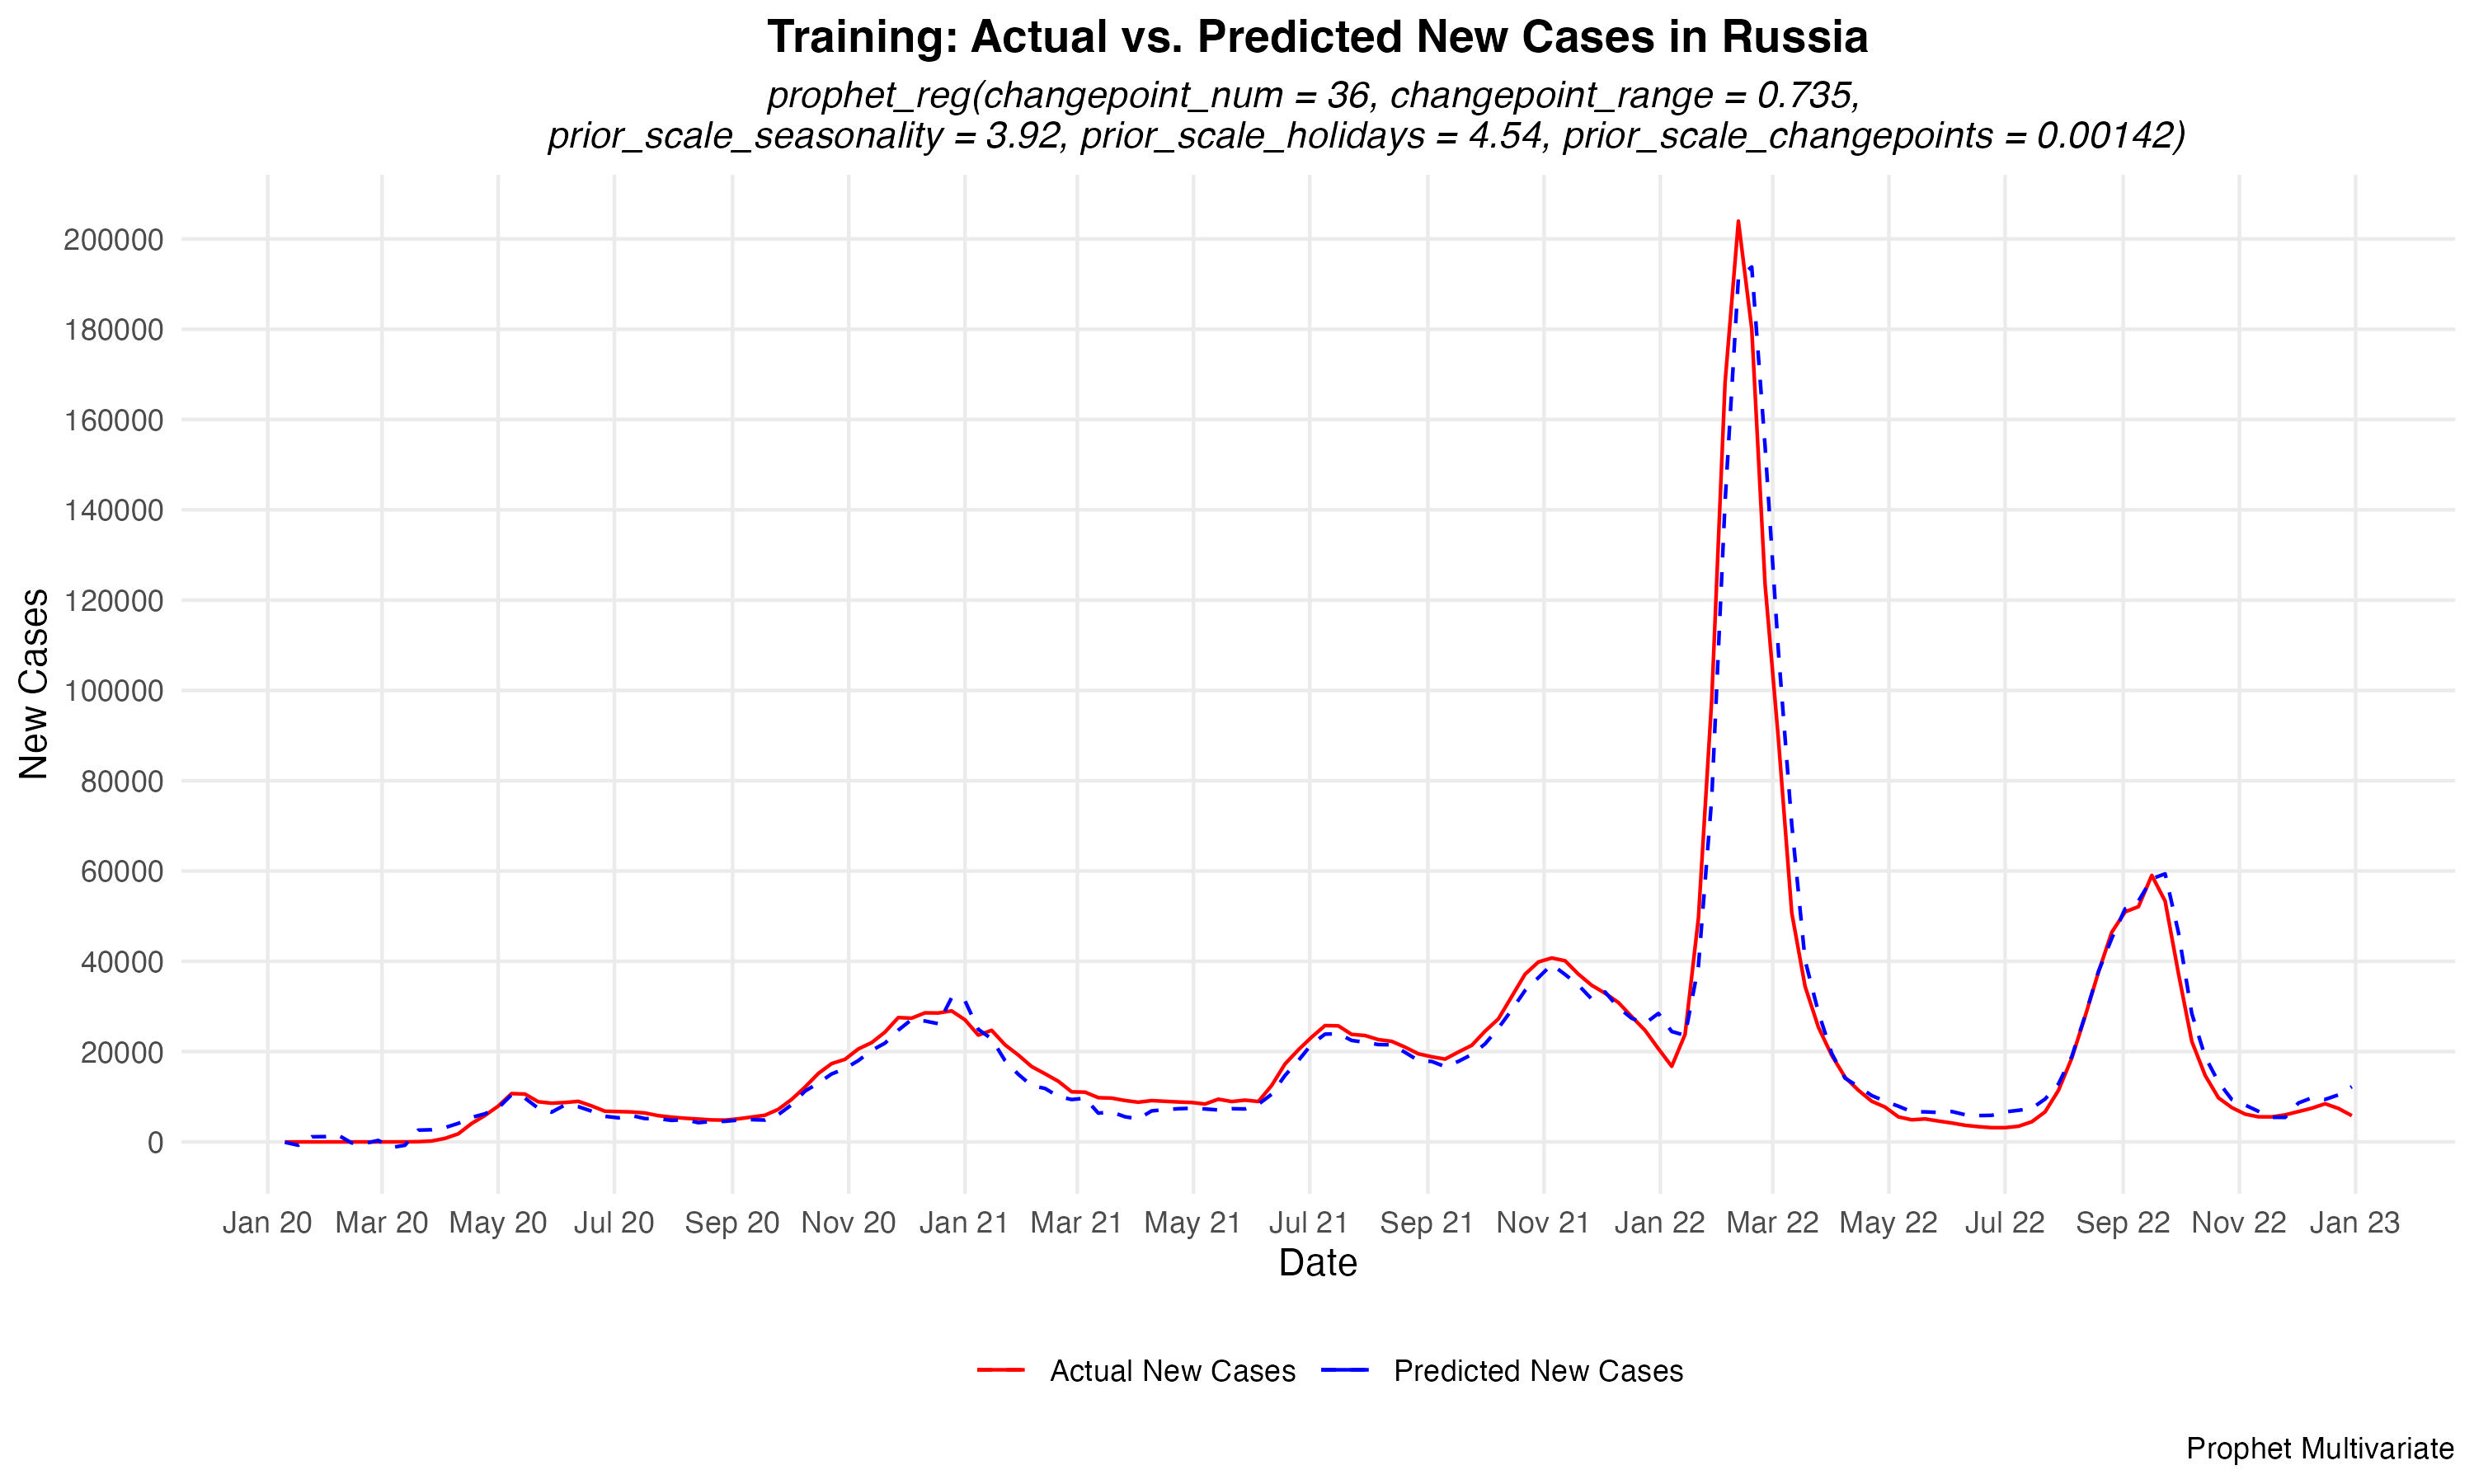 Training: Actual vs. Predicted New Cases in Russia
prophet_reg(changepoint_num = 36, changepoint_range = 0.735,
prior_scale_seasonality = 3.92, prior_scale_holidays = 4.54, prior_scale_changepoints = 0.00142)
New Cases
200000
180000
160000
140000
120000
100000
80000
60000
40000
20000
0
Jan 20 Mar 20 May 20 Jul 20 Sep 20 Nov 20 Jan 21 Mar 21 May 21 Jul 21 Sep 21 Nov 21 Jan 22 Mar 22 May 22 Jul 22 Sep 22 Nov 22 Jan 23
Date
Actual New Cases Predicted New Cases
Prophet Multivariate